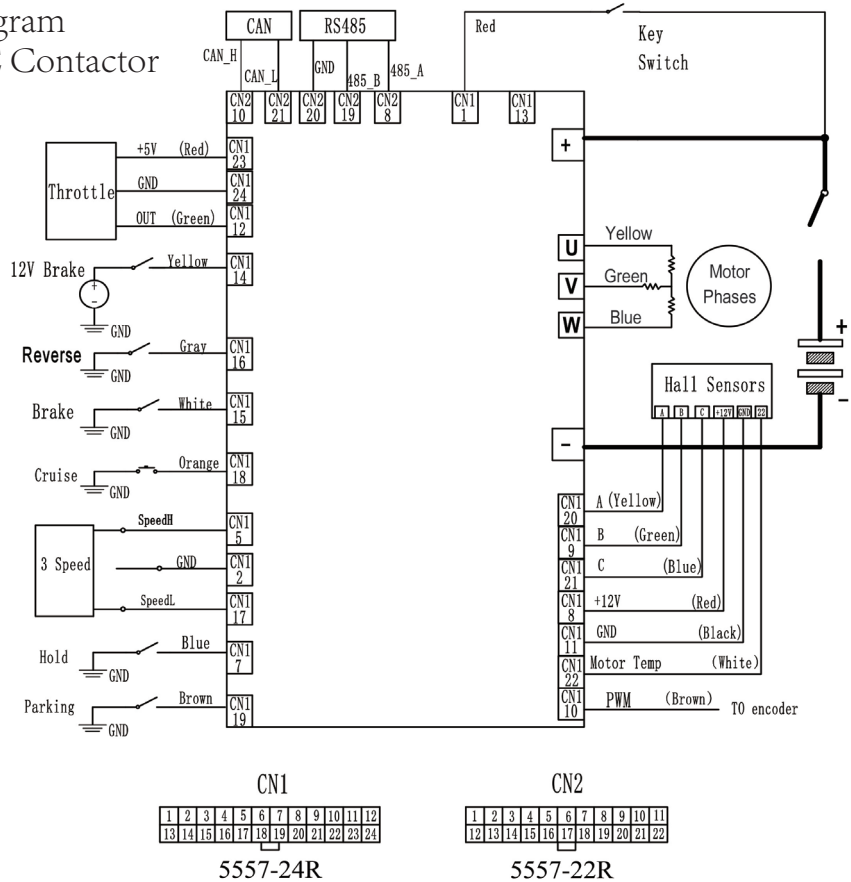 gram
Contactor
CAN
RS485
CAN_H
CAN_L
GND
485_B
485_A
Red
Key
Switch
CN2
10
CN2
21
CN2
20
CN2
19
CN2
8
CN1
1
CN1
13
+
Throttle
+5V (Red)
CN1
23
GND
CN1
24
OUT (Green)
CN1
12
12V Brake
+
-
Yellow
CN1
14
GND
Reverse
Gray
CN1
16
GND
Brake
White
CN1
15
GND
Cruise
Orange
CN1
18
GND
3 Speed
SpeedH
CN1
5
GND
CN1
2
SpeedL
CN1
17
Hold
Blue
CN1
7
GND
Parking
Brown
CN1
19
GND
U
Yellow
V
Green
W
Blue
Motor
Phases
+
-
Hall Sensors
A B C +12V GND 22
-
CN1
20
A (Yellow)
CN1
9
B (Green)
CN1
21
C (Blue)
CN1
8
+12V (Red)
CN1
11
GND (Black)
CN1
22
Motor Temp (White)
CN1
10
PWM (Brown)
TO encoder
CN1
1 2 3 4 5 6 7 8 9 10 11 12
13 14 15 16 17 18 19 20 21 22 23 24
5557-24R
CN2
1 2 3 4 5 6 7 8 9 10 11
12 13 14 15 16 17 18 19 20 21 22
5557-22R